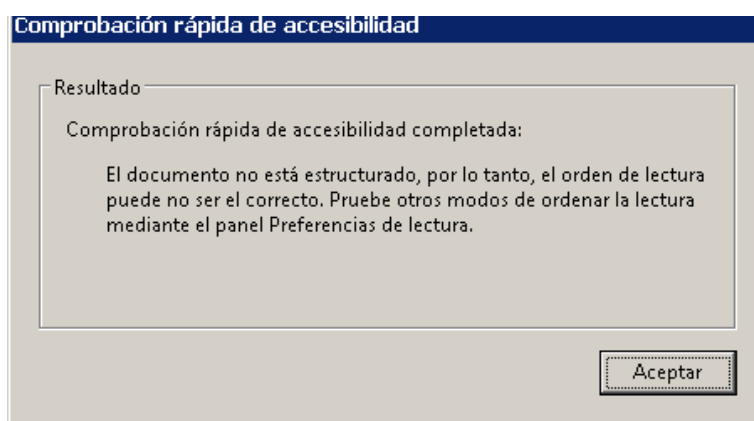 Comprobación rápida de accesibilidad
Resultado
Comprobación rápida de accesibilidad completada:
El documento no está estructurado, por lo tanto, el orden de lectura
puede no ser el correcto. Pruebe otros modos de ordenar la lectura
mediante el panel Preferencias de lectura.
Aceptar